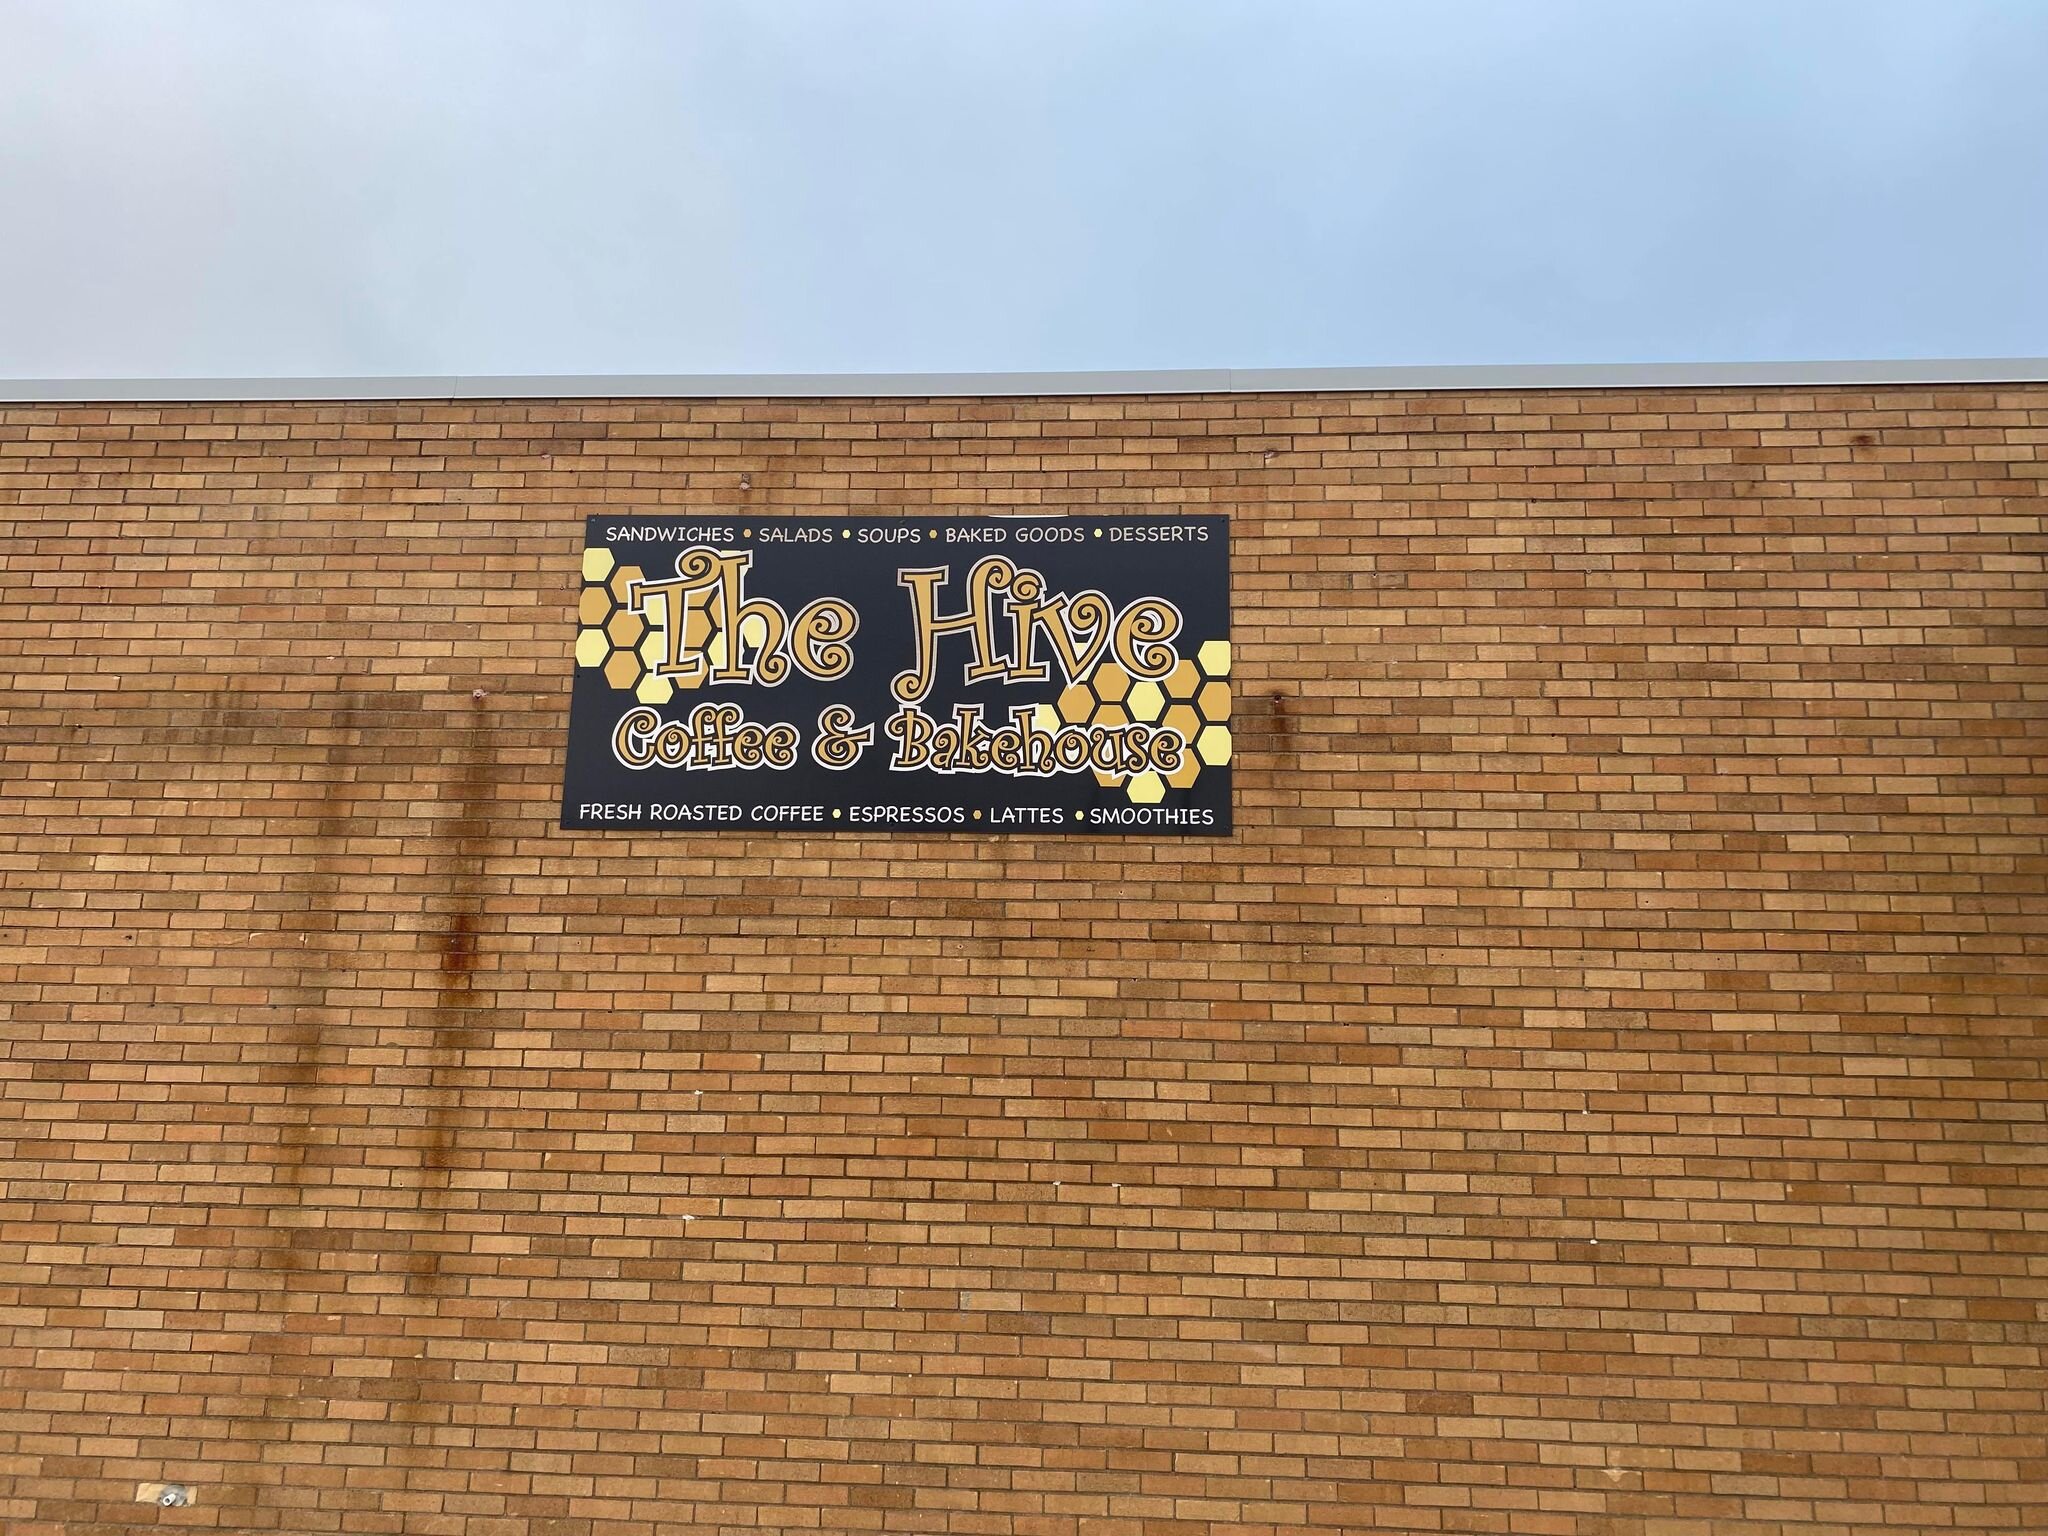 SANDWICHES • SALADS • SOUPS • BAKED GOODS • DESSERTS
The Hive
Coffee & Bakehouse
FRESH ROASTED COFFEE • ESPRESSOS • LATTES • SMOOTHIES